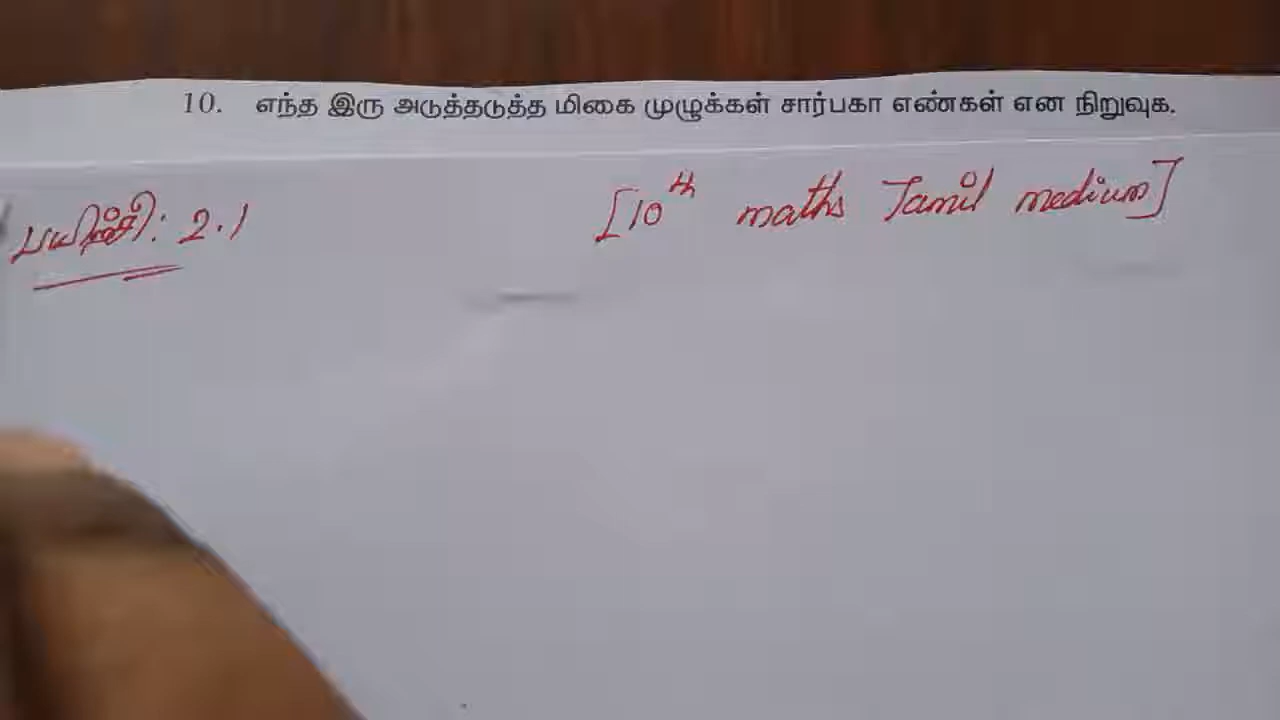 10. எந்த இரு அடுத்தடுத்த மிகை முழுக்கள் சார்பகா எண்கள் என நிறுவுக.
[10th maths Tamil medium]
பயிற்சி: 2.1